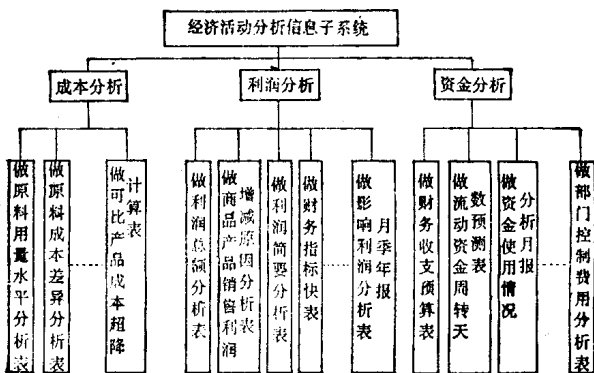 经济活动分析信息子系统
成本分析
利润分析
资金分析
做原料用量水平分析表
做原料成本差异分析表
做可比产品成本超降
计算表
做利润总额分析表
做商品产品销售利润
增减原因分析表
做利润简要分析表
做财务指标快表
做影响利润分析表
月季年报
做财务收支预算表
做流动资金周转天
数预测表
做资金使用情况
分析月报
做部门控制费用分析表